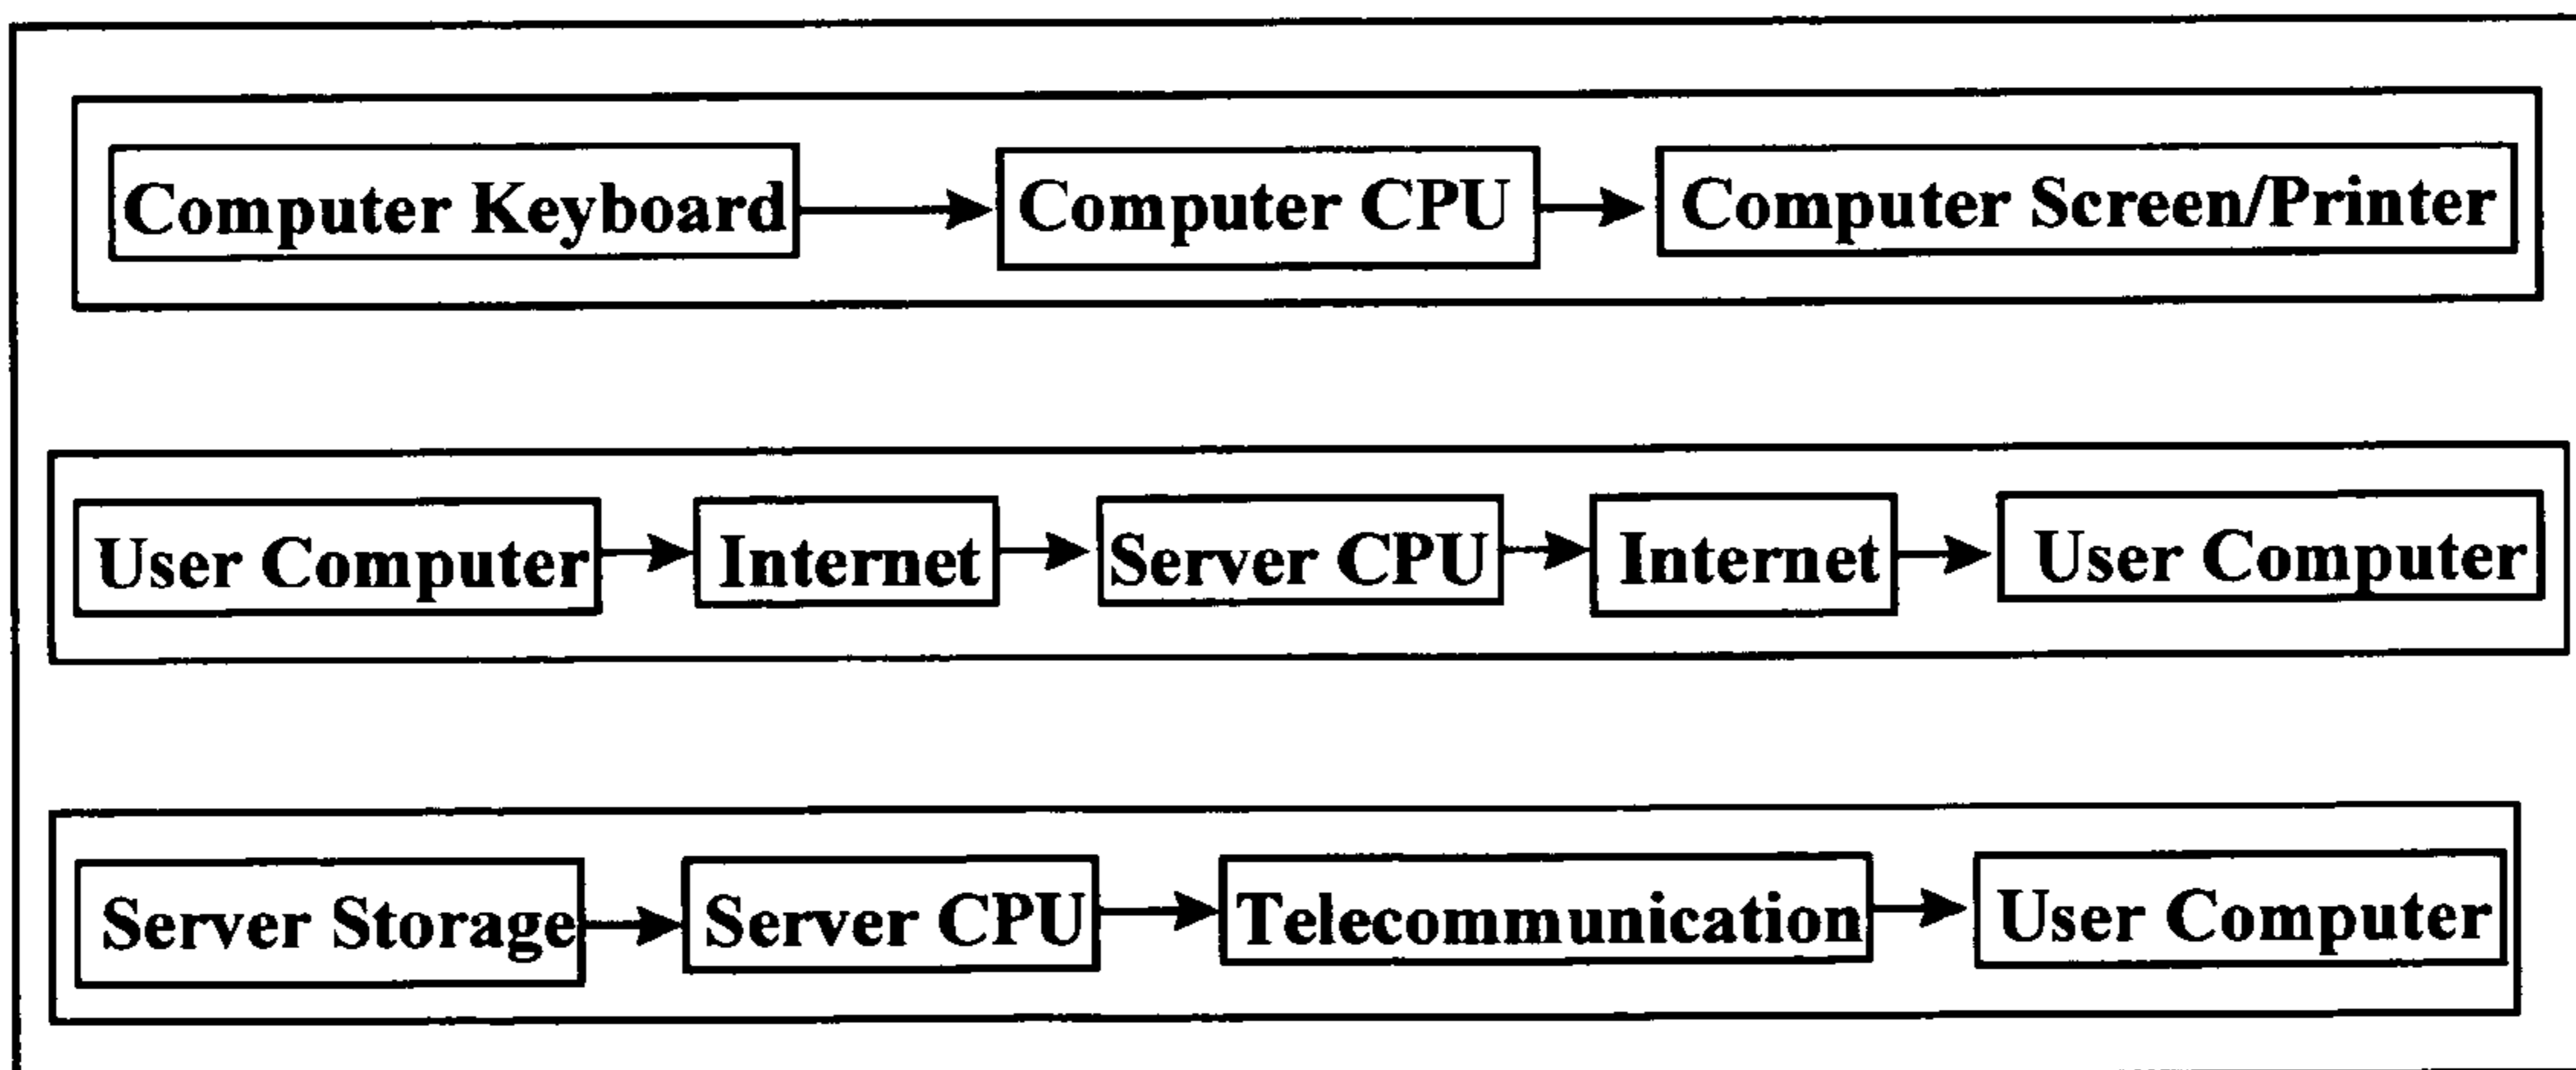 Computer Keyboard Computer CPU Computer Screen/Printer
User Computer Internet Server CPU Internet User Computer
Server Storage Server CPU Telecommunication User Computer